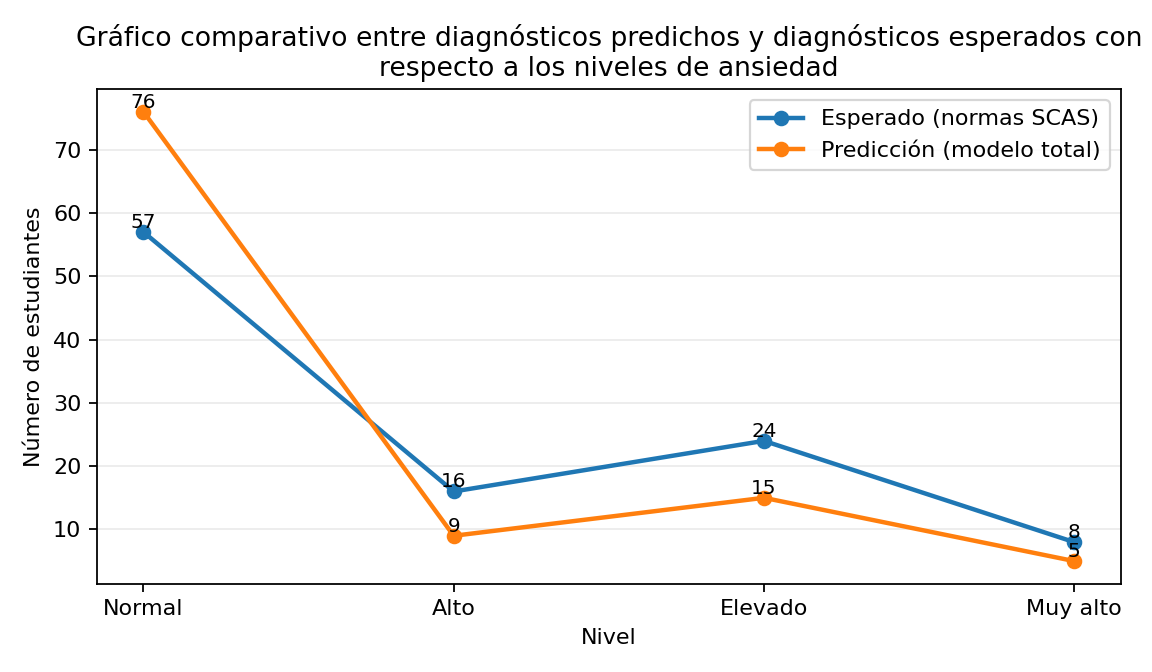 Gráfico comparativo entre diagnósticos predichos y diagnósticos esperados con
respecto a los niveles de ansiedad
Esperado (normas SCAS)
Predicción (modelo total)
Número de estudiantes
70
60
50
40
30
20
10
76
57
16
9
24
15
8
5
Normal
Alto
Elevado
Muy alto
Nivel